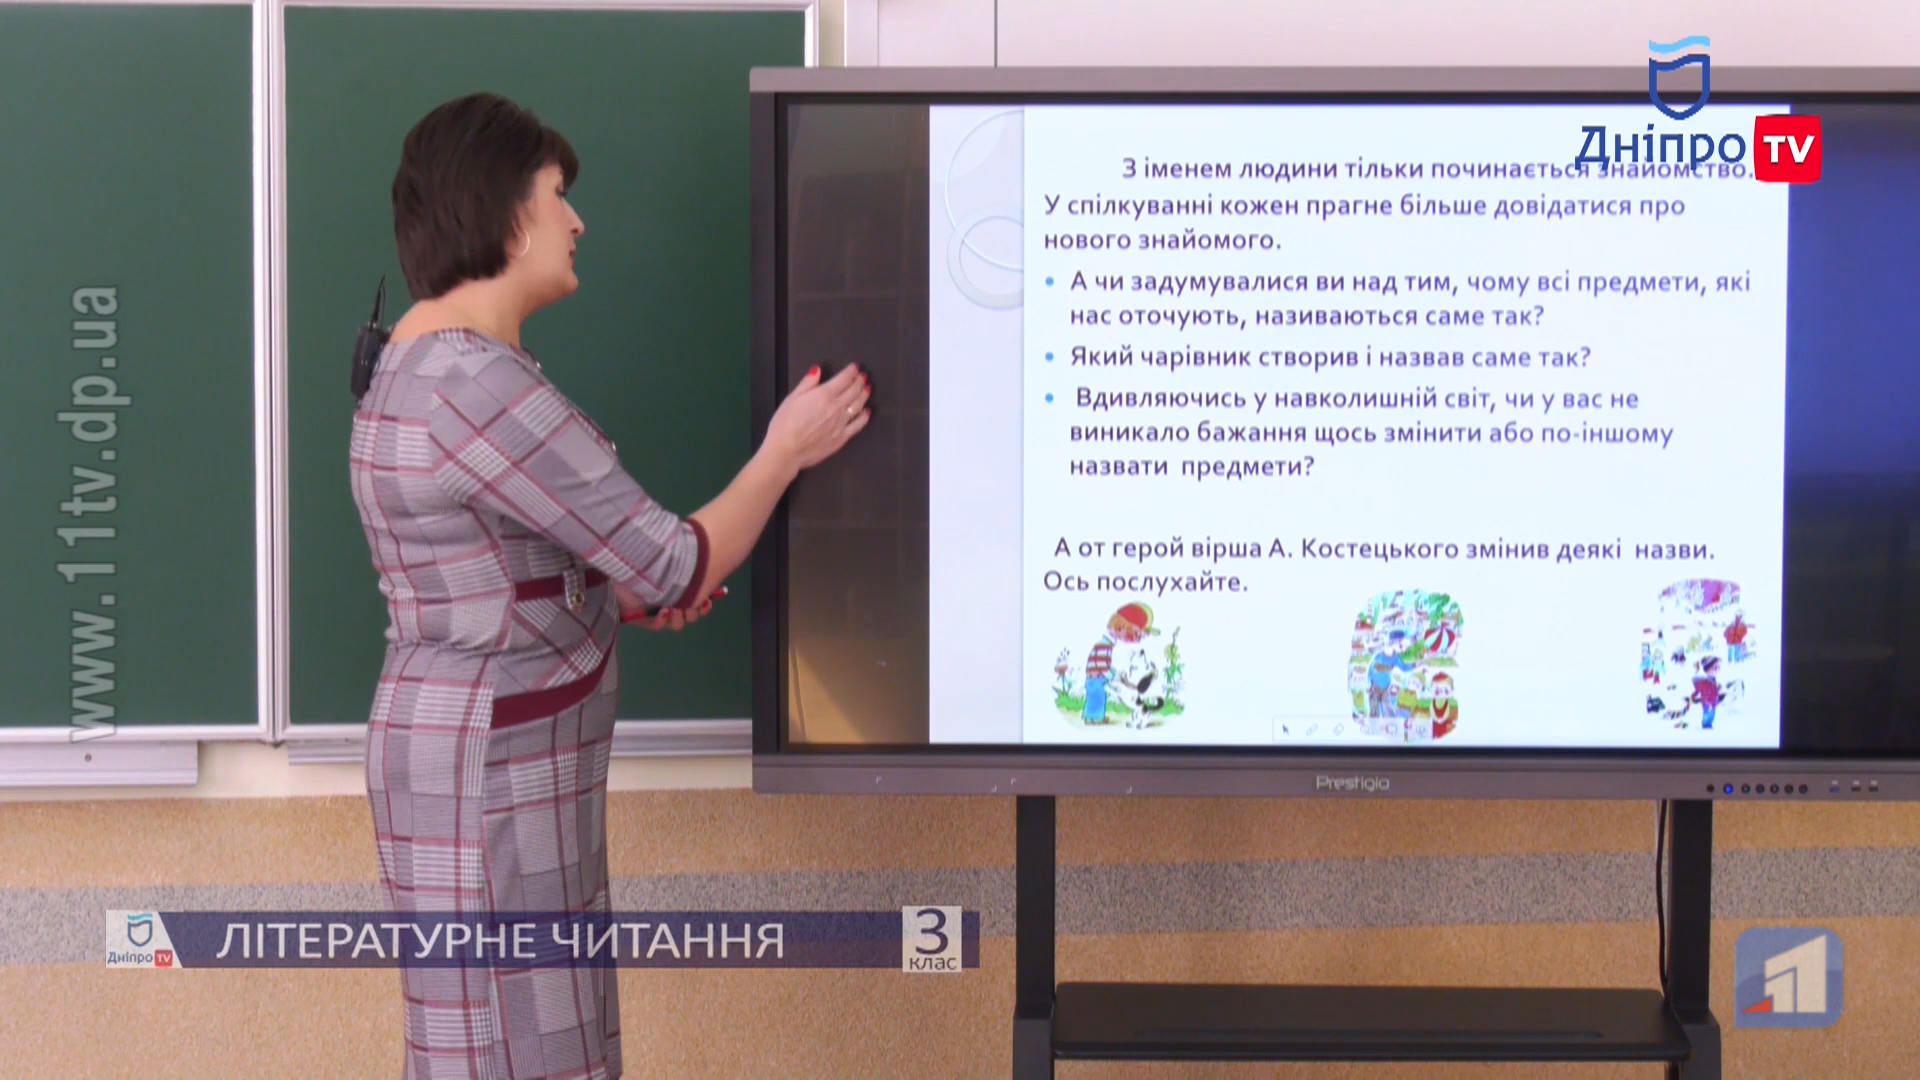 Дніпро TV
З іменем людини тільки починається знайомство.
У спілкуванні кожен прагне більше довідатися про
нового знайомого.
• А чи задумувалися ви над тим, чому всі предмети, які
нас оточують, називаються саме так?
• Який чарівник створив і назвав саме так?
• Вдивляючись у навколишній світ, чи у вас не
виникало бажання щось змінити або по-іншому
назвати предмети?
А от герой вірша А. Костецького змінив деякі назви.
Ось послухайте.
Prestigio
www.11tv.dp.ua
Дніпро TV
ЛІТЕРАТУРНЕ ЧИТАННЯ
3
клас
11